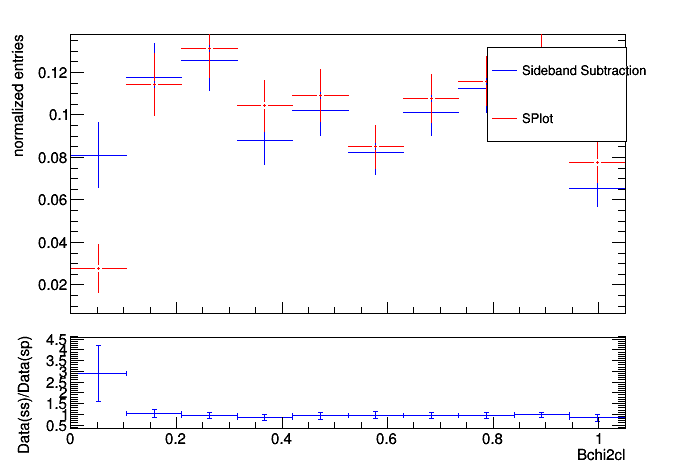 normalized entries
0.12
0.1
0.08
0.06
0.04
0.02
Sideband Subtraction
SPlot
Data(ss)/Data(sp)
4.5
4
3.5
3
2.5
2
1.5
1
0.5
0 0.2 0.4 0.6 0.8 1
Bchi2cl